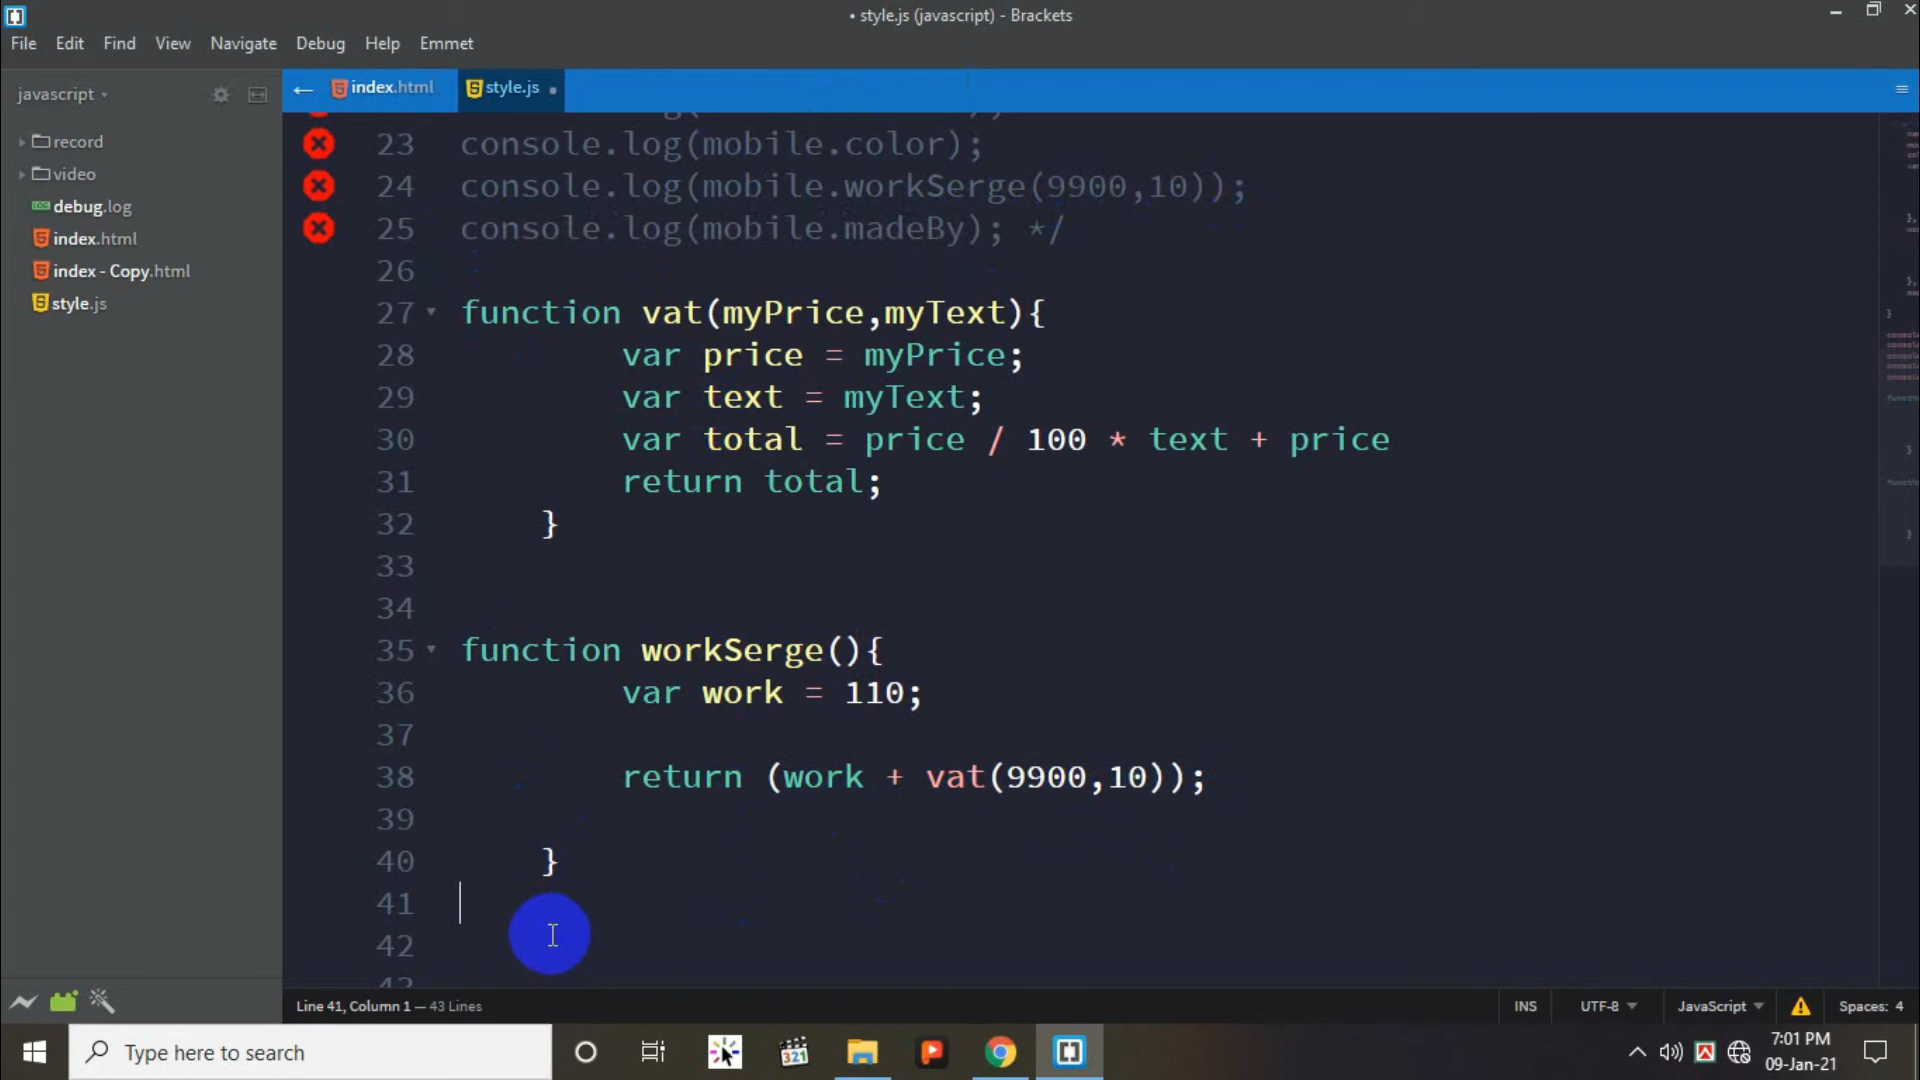 • style.js (javascript) - Brackets
File Edit Find View Navigate Debug Help Emmet
javascript
index.html
style.js
record
video
debug.log
index.html
index - Copy.html
style.js
23 console.log(mobile.color);
24 console.log(mobile.workSerge(9900,10));
25 console.log(mobile.madeBy); */
26
27 function vat(myPrice,myText){
28 var price = myPrice;
29 var text = myText;
30 var total = price / 100 * text + price
31 return total;
32 }
33
34
35 function workSerge(){
36 var work = 110;
37
38 return (work + vat(9900,10));
39
40 }
41
42
Line 41, Column 1 — 43 Lines
INS UTF-8 JavaScript Spaces: 4
Type here to search
321
7:01 PM
09-Jan-21